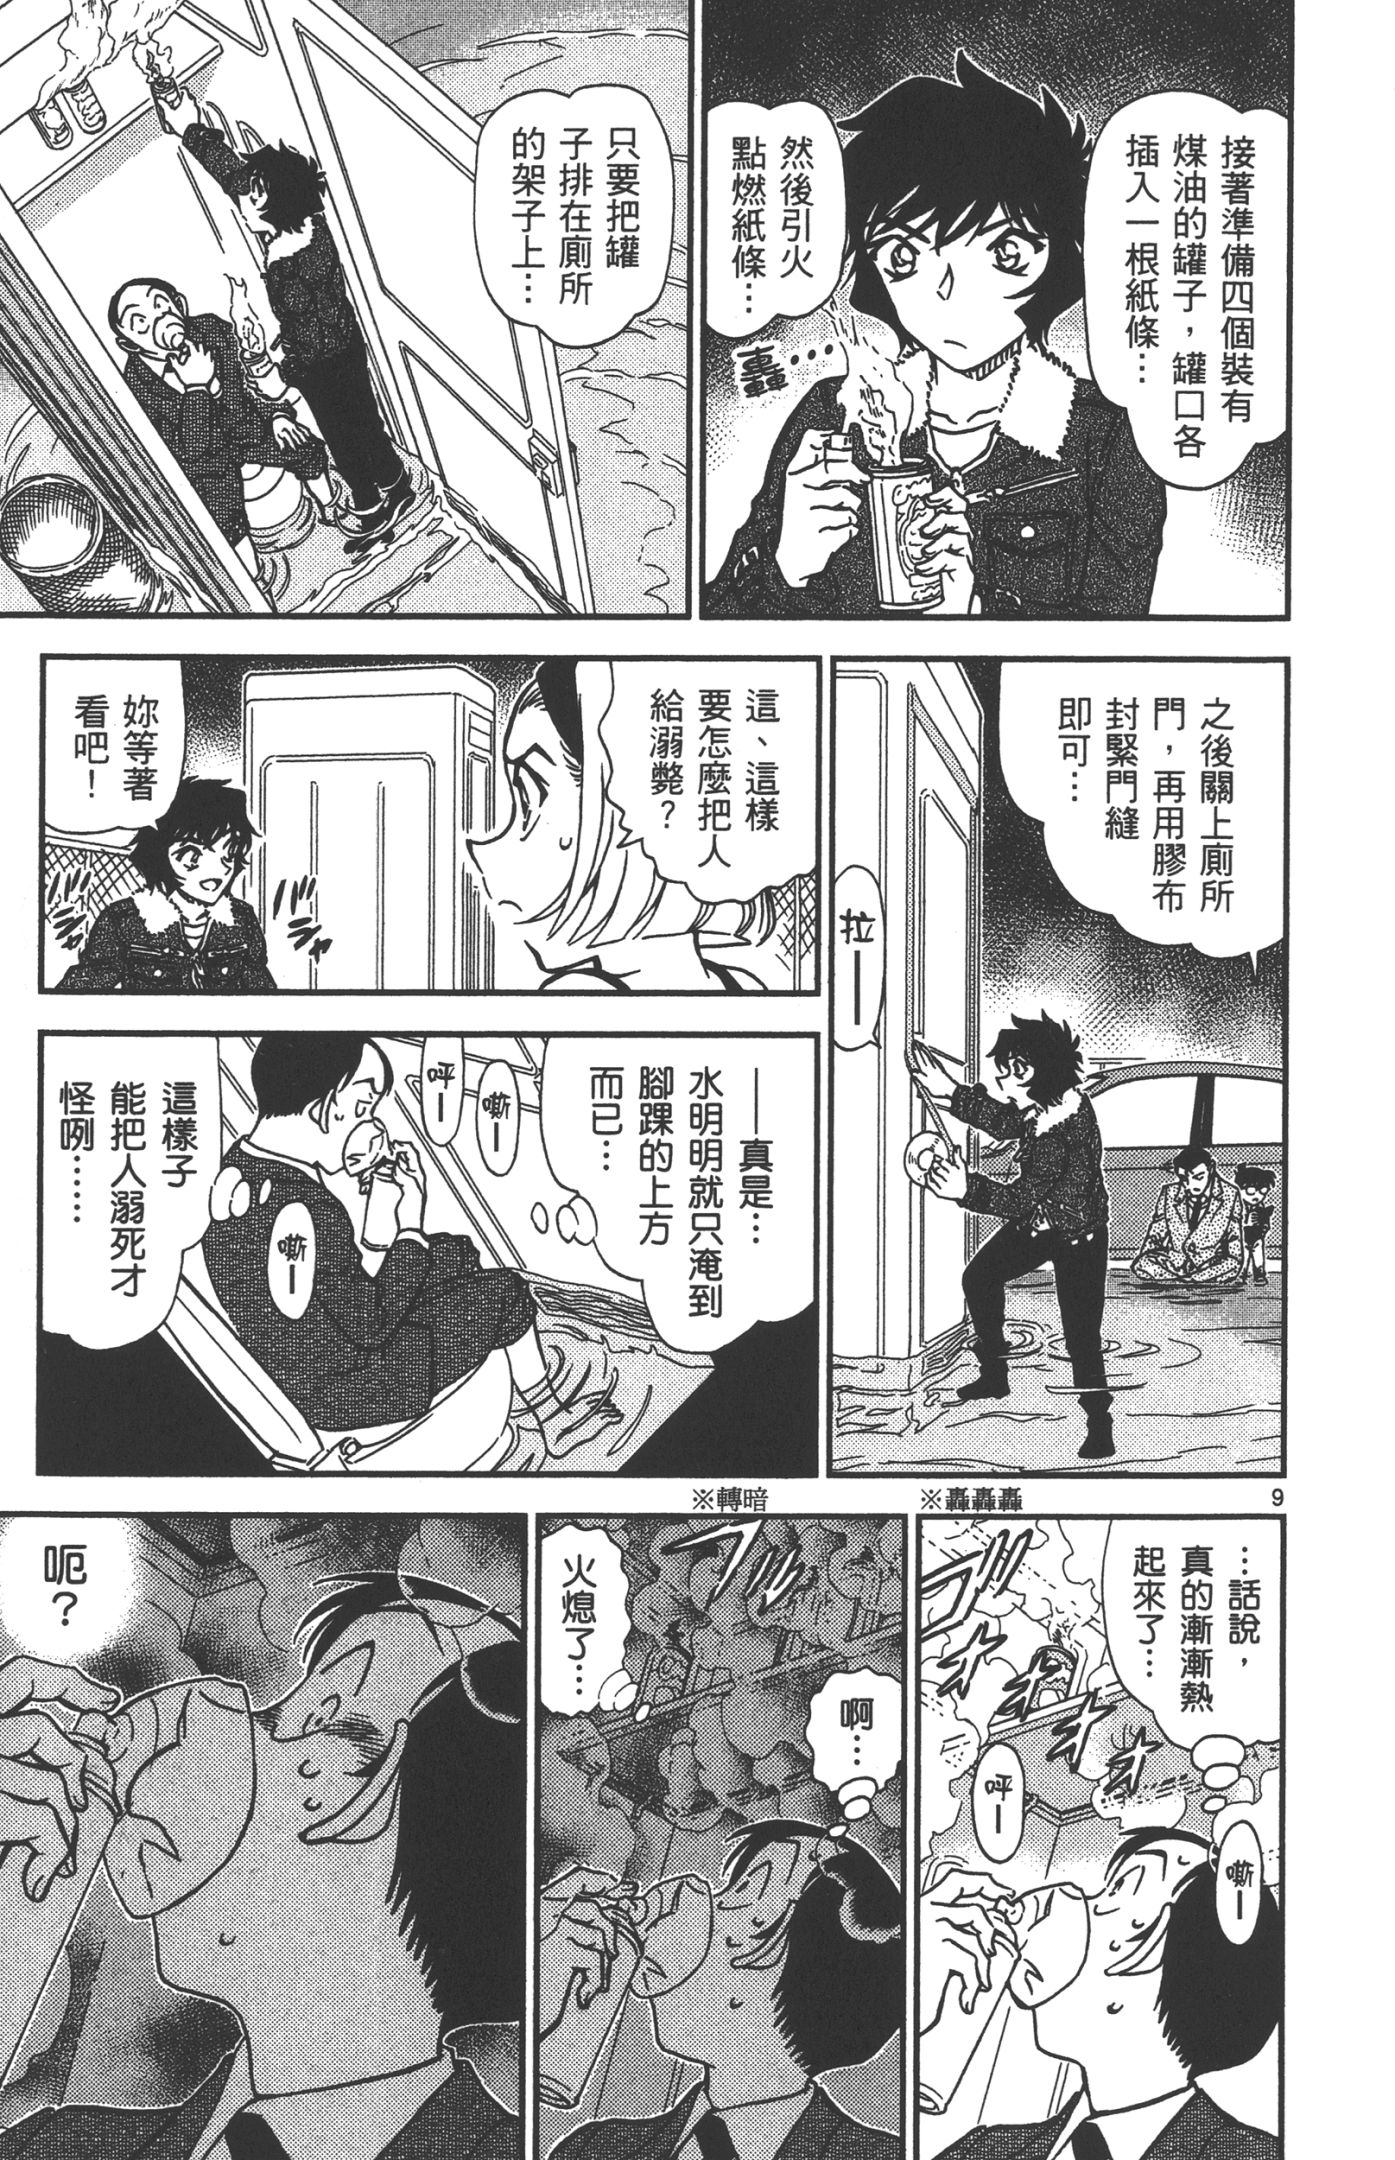 接著準備四個裝有
煤油的罐子，罐口各
插入一根紙條…
然後引火
點燃紙條…
轟…
只要把罐
子排在廁所
的架子上…
之後關上廁所
門，再用膠布
封緊門縫
即可…
拉ー
這、這樣
要怎麼把人
給溺斃？
妳等著
看吧！
──真是…
水明明就只淹到
腳踝的上方
而已…
嘶ー
呼ー
嘶ー
這樣子
能把人溺死才
怪咧……
9
※轟轟轟
※轉暗
…話說，
真的漸漸熱
起來了…
ゴオオオ
嘶ー
呼ー
啊…
火熄了…
フッ
呃？